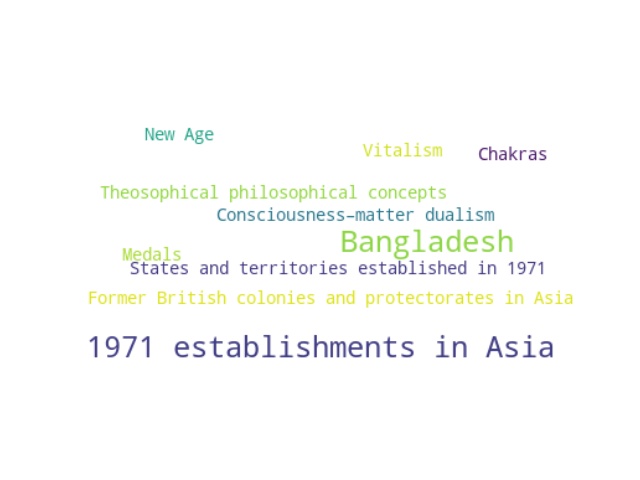 New Age
Vitalism
Chakras
Theosophical philosophical concepts
Consciousness–matter dualism
Bangladesh
Medals
States and territories established in 1971
Former British colonies and protectorates in Asia
1971 establishments in Asia